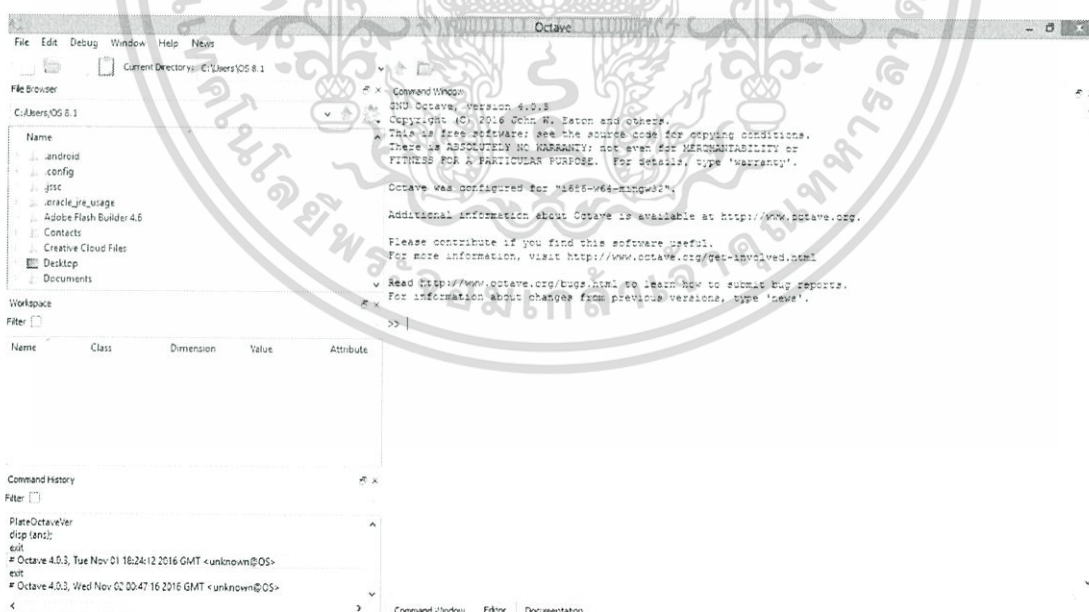 Octave
File Edit Debug Window Help News
Current Directory: C:\Users\OS 8.1
File Browser
C:/Users/OS 8.1
Name
.android
.config
.jssc
.oracle_jre_usage
Adobe Flash Builder 4.6
Contacts
Creative Cloud Files
Desktop
Documents
Workspace
Filter
Name Class Dimension Value Attribute
Command History
Filter
PlateOctaveVer
disp (ans);
exit
# Octave 4.0.3, Tue Nov 01 18:24:12 2016 GMT <unknown@OS>
exit
# Octave 4.0.3, Wed Nov 02 00:47:16 2016 GMT <unknown@OS>
Command Window
GNU Octave, version 4.0.3
Copyright (C) 2016 John W. Eaton and others.
This is free software; see the source code for copying conditions.
There is ABSOLUTELY NO WARRANTY; not even for MERCHANTABILITY or
FITNESS FOR A PARTICULAR PURPOSE. For details, type 'warranty'.
Octave was configured for "i686-w64-mingw32".
Additional information about Octave is available at http://www.octave.org.
Please contribute if you find this software useful.
For more information, visit http://www.octave.org/get-involved.html
Read http://www.octave.org/bugs.html to learn how to submit bug reports.
For information about changes from previous versions, type 'news'.
>>
Command Window Editor Documentation